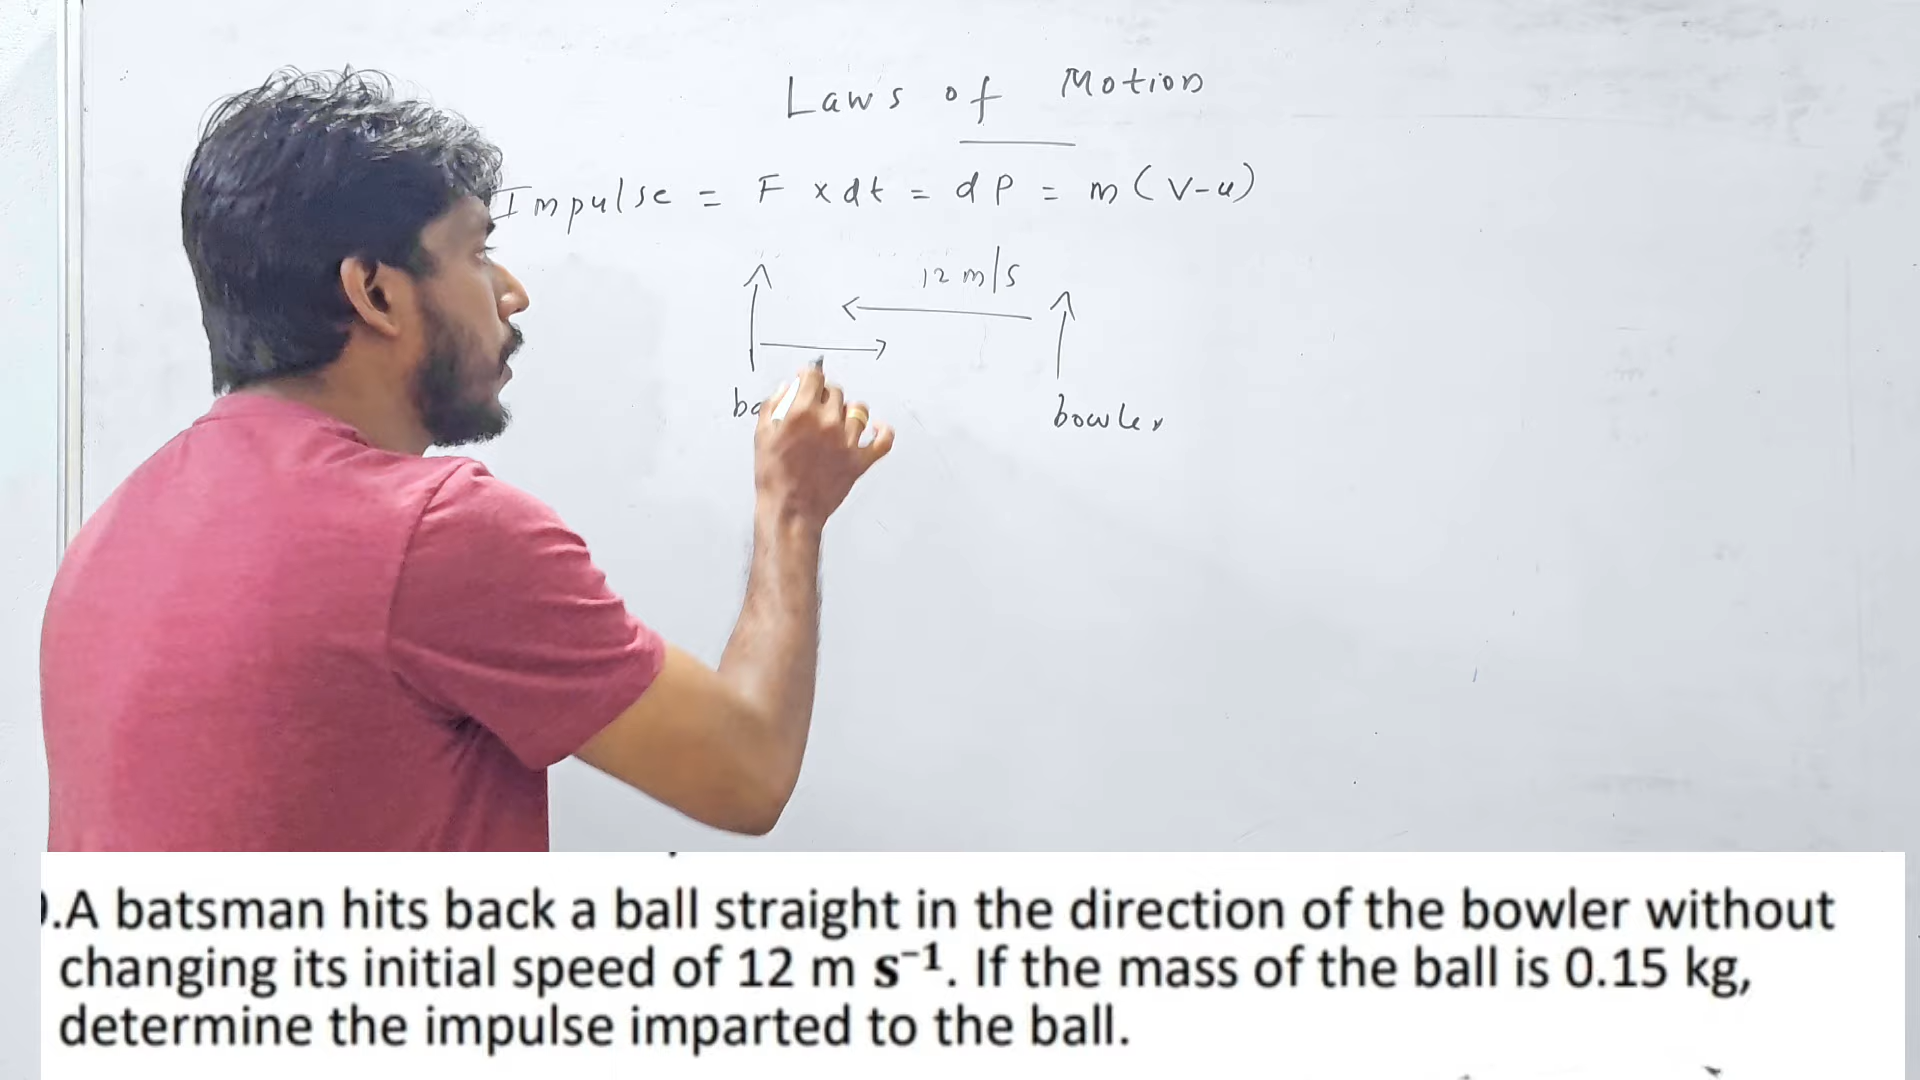 Laws of Motion
Impulse = F x dt = dP = m (v-u)
12 m/s
bowler
.A batsman hits back a ball straight in the direction of the bowler without
changing its initial speed of 12 m s⁻¹. If the mass of the ball is 0.15 kg,
determine the impulse imparted to the ball.